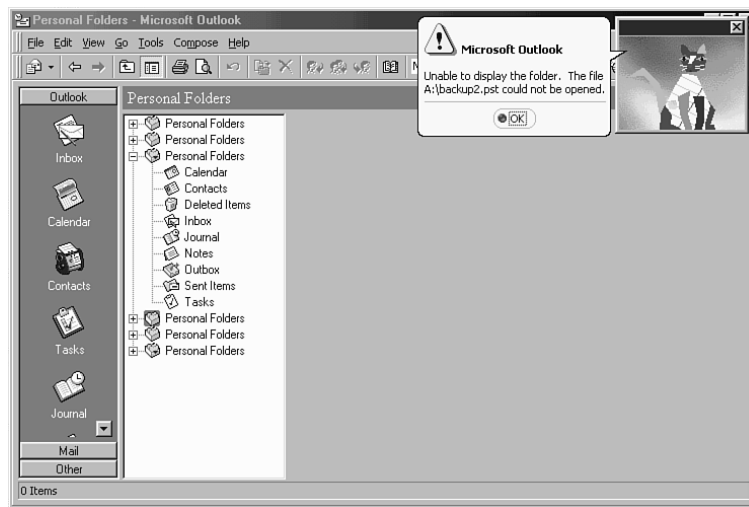 Personal Folders - Microsoft Outlook
File Edit View Go Tools Compose Help
Microsoft Outlook
Unable to display the folder. The file
A:\backup2.pst could not be opened.
OK
Outlook
Inbox
Calendar
Contacts
Tasks
Journal
Mail
Other
Personal Folders
Personal Folders
Personal Folders
Personal Folders
Calendar
Contacts
Deleted Items
Inbox
Journal
Notes
Outbox
Sent Items
Tasks
Personal Folders
Personal Folders
Personal Folders
0 Items